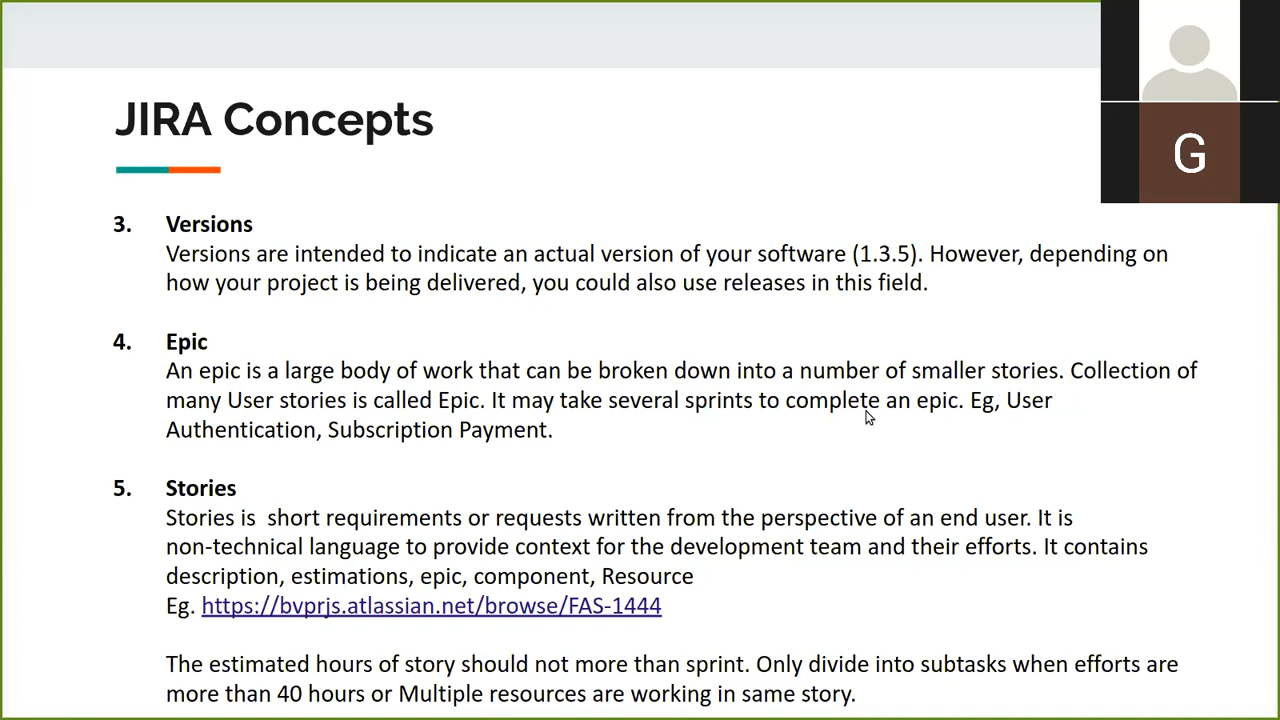 JIRA Concepts
G
3. Versions
Versions are intended to indicate an actual version of your software (1.3.5). However, depending on
how your project is being delivered, you could also use releases in this field.
4. Epic
An epic is a large body of work that can be broken down into a number of smaller stories. Collection of
many User stories is called Epic. It may take several sprints to complete an epic. Eg, User
Authentication, Subscription Payment.
5. Stories
Stories is  short requirements or requests written from the perspective of an end user. It is
non-technical language to provide context for the development team and their efforts. It contains
description, estimations, epic, component, Resource
Eg. https://bvprjs.atlassian.net/browse/FAS-1444
The estimated hours of story should not more than sprint. Only divide into subtasks when efforts are
more than 40 hours or Multiple resources are working in same story.